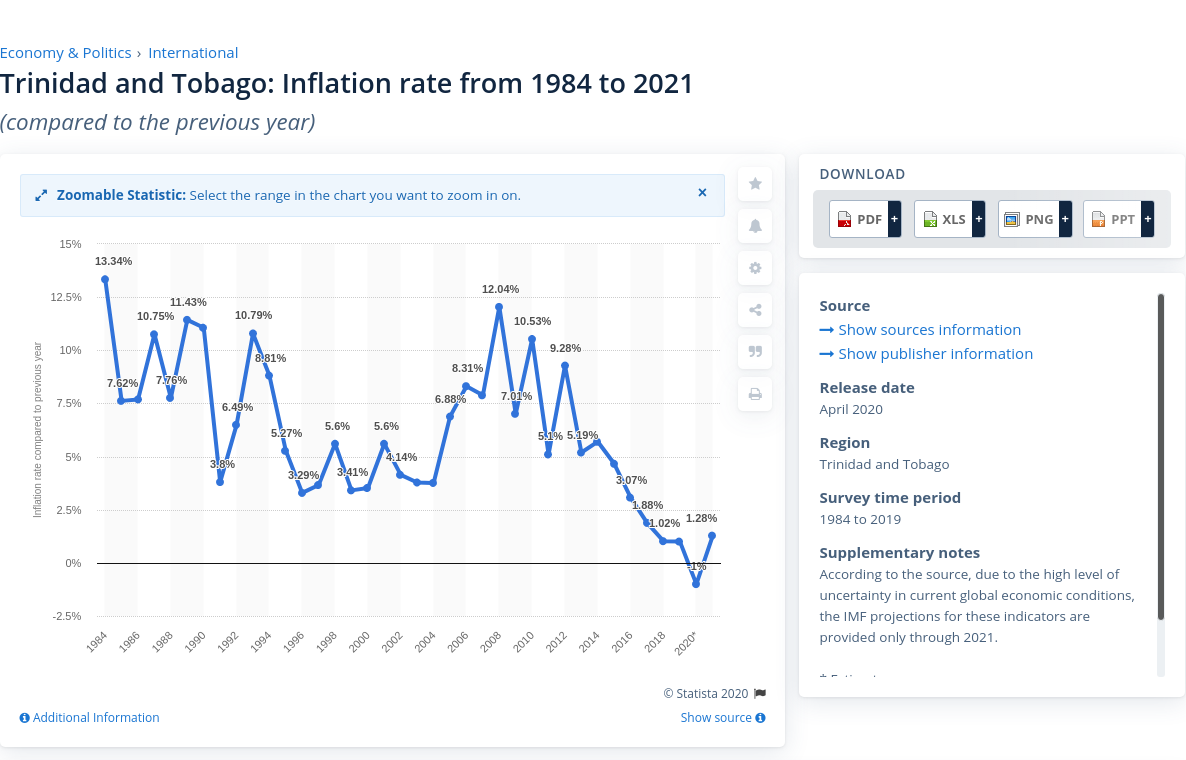 Economy & Politics › International
Trinidad and Tobago: Inflation rate from 1984 to 2021
(compared to the previous year)
Zoomable Statistic: Select the range in the chart you want to zoom in on. ×
15%
12.5%
10%
7.5%
5%
2.5%
0%
-2.5%
Inflation rate compared to previous year
13.34%
7.62%
10.75%
7.76%
11.43%
3.8%
6.49%
10.79%
8.81%
5.27%
3.29%
5.6%
3.41%
5.6%
4.14%
6.88%
8.31%
12.04%
7.01%
10.53%
5.1%
9.28%
5.19%
3.07%
1.88%
1.02%
-1%
1.28%
1984
1986
1988
1990
1992
1994
1996
1998
2000
2002
2004
2006
2008
2010
2012
2014
2016
2018
2020*
© Statista 2020
Additional Information
Show source
DOWNLOAD
PDF + XLS + PNG + PPT +
Source
Show sources information
Show publisher information
Release date
April 2020
Region
Trinidad and Tobago
Survey time period
1984 to 2019
Supplementary notes
According to the source, due to the high level of
uncertainty in current global economic conditions,
the IMF projections for these indicators are
provided only through 2021.